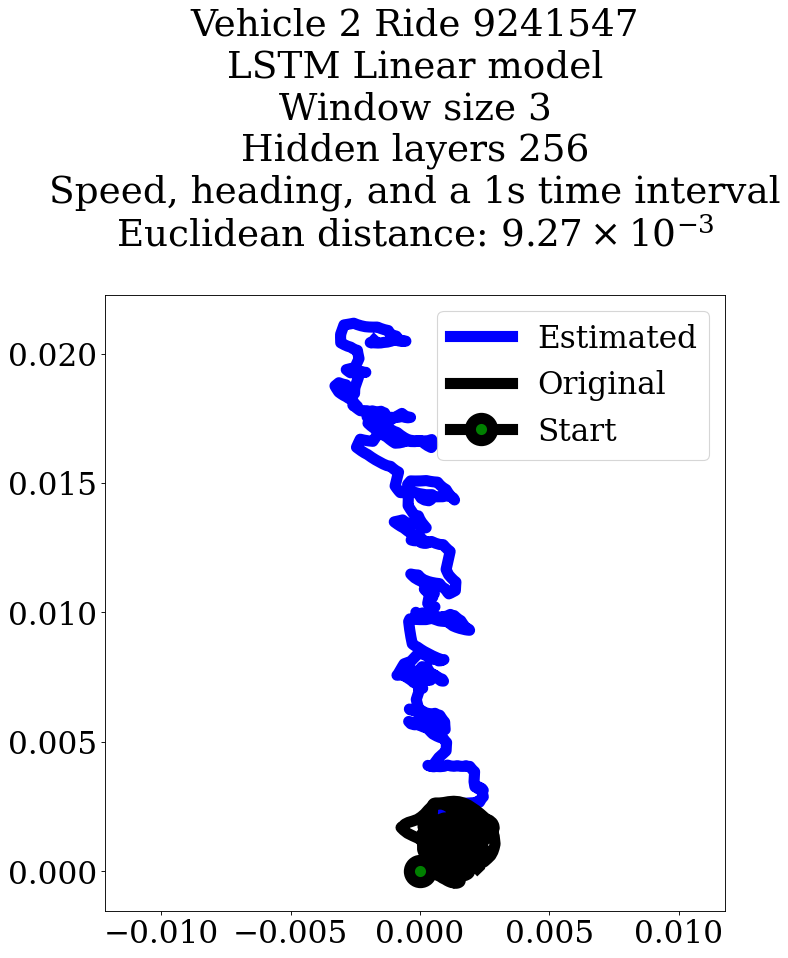 Vehicle 2 Ride 9241547
LSTM Linear model
Window size 3
Hidden layers 256
Speed, heading, and a 1s time interval
Euclidean distance: 9.27 × 10⁻³
Estimated
Original
Start
0.020
0.015
0.010
0.005
0.000
−0.010 −0.005 0.000 0.005 0.010